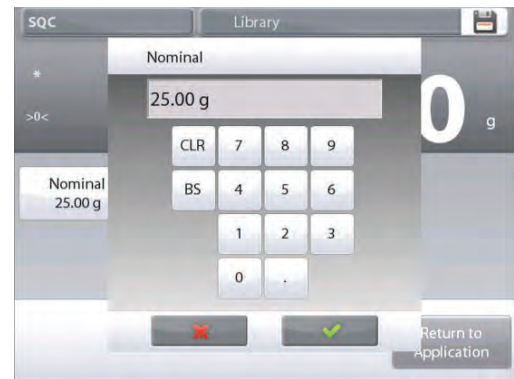 SQC
Library
Nominal
*
25.00 g
>0<
0 g
CLR 7 8 9
Nominal
25.00 g
BS 4 5 6
1 2 3
0 .
Return to
Application